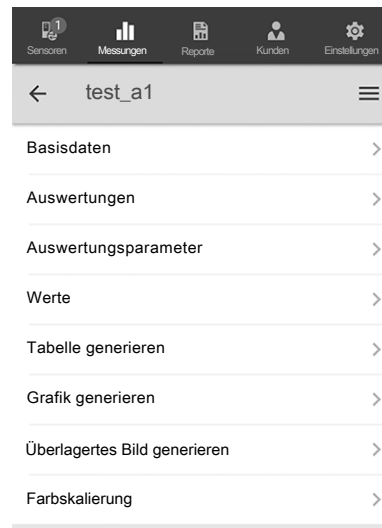 1
Sensoren Messungen Reporte Kunden Einstellungen
test_a1
Basisdaten
Auswertungen
Auswertungsparameter
Werte
Tabelle generieren
Grafik generieren
Überlagertes Bild generieren
Farbskalierung